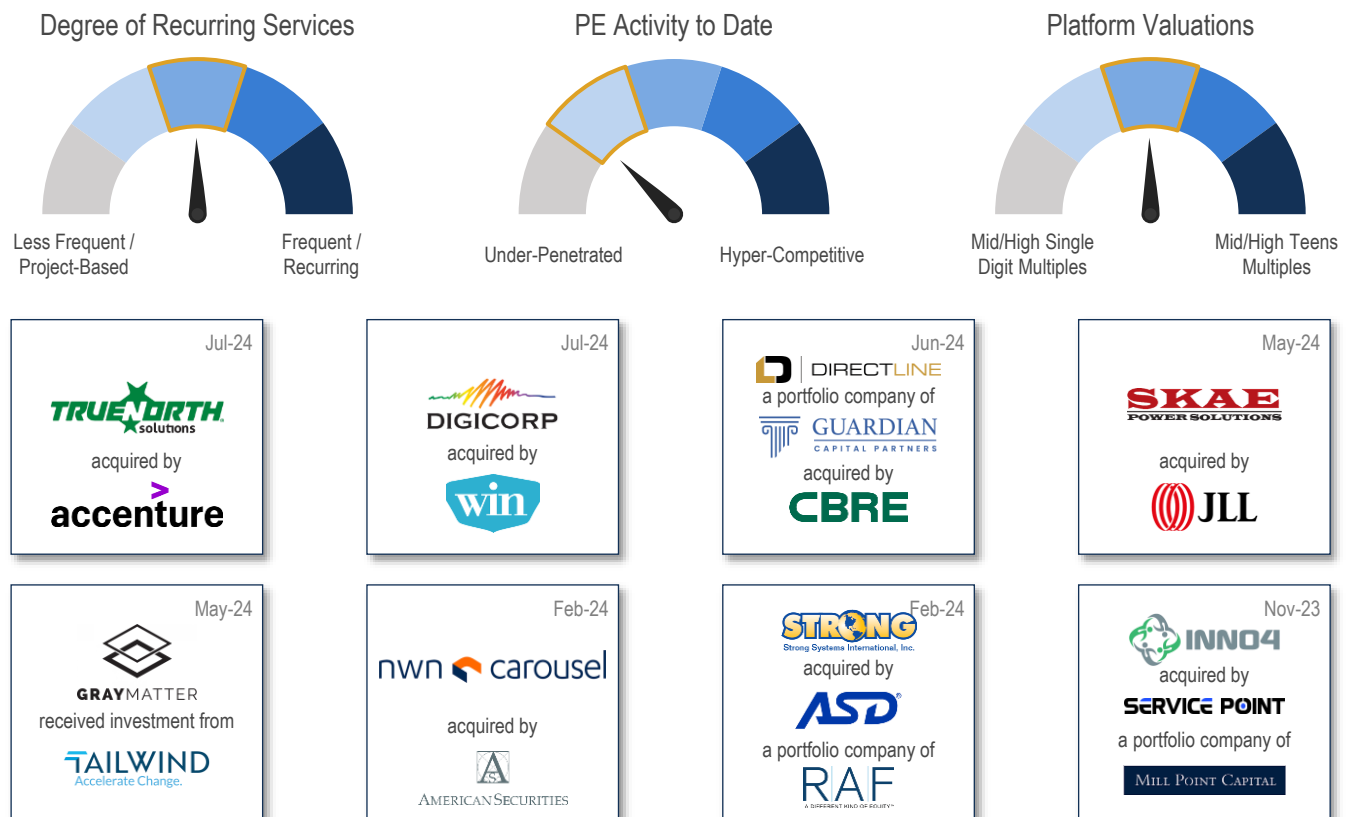 Degree of Recurring Services
PE Activity to Date
Platform Valuations
Less Frequent /
Project-Based
Frequent /
Recurring
Under-Penetrated
Hyper-Competitive
Mid/High Single
Digit Multiples
Mid/High Teens
Multiples
Jul-24
TRUENORTH
solutions
acquired by
accenture
Jul-24
DIGICORP
acquired by
win
Jun-24
DIRECTLINE
a portfolio company of
GUARDIAN
CAPITAL PARTNERS
acquired by
CBRE
May-24
SKAE
POWER SOLUTIONS
acquired by
JLL
May-24
GRAYMATTER
received investment from
TAILWIND
Accelerate Change.
Feb-24
nwn carousel
acquired by
AS
AMERICAN SECURITIES
Feb-24
STRONG
Strong Systems International, Inc.
acquired by
ASD®
a portfolio company of
RAF
A DIFFERENT KIND OF EQUITY™
Nov-23
INNO4
acquired by
SERVICE POINT
a portfolio company of
MILL POINT CAPITAL